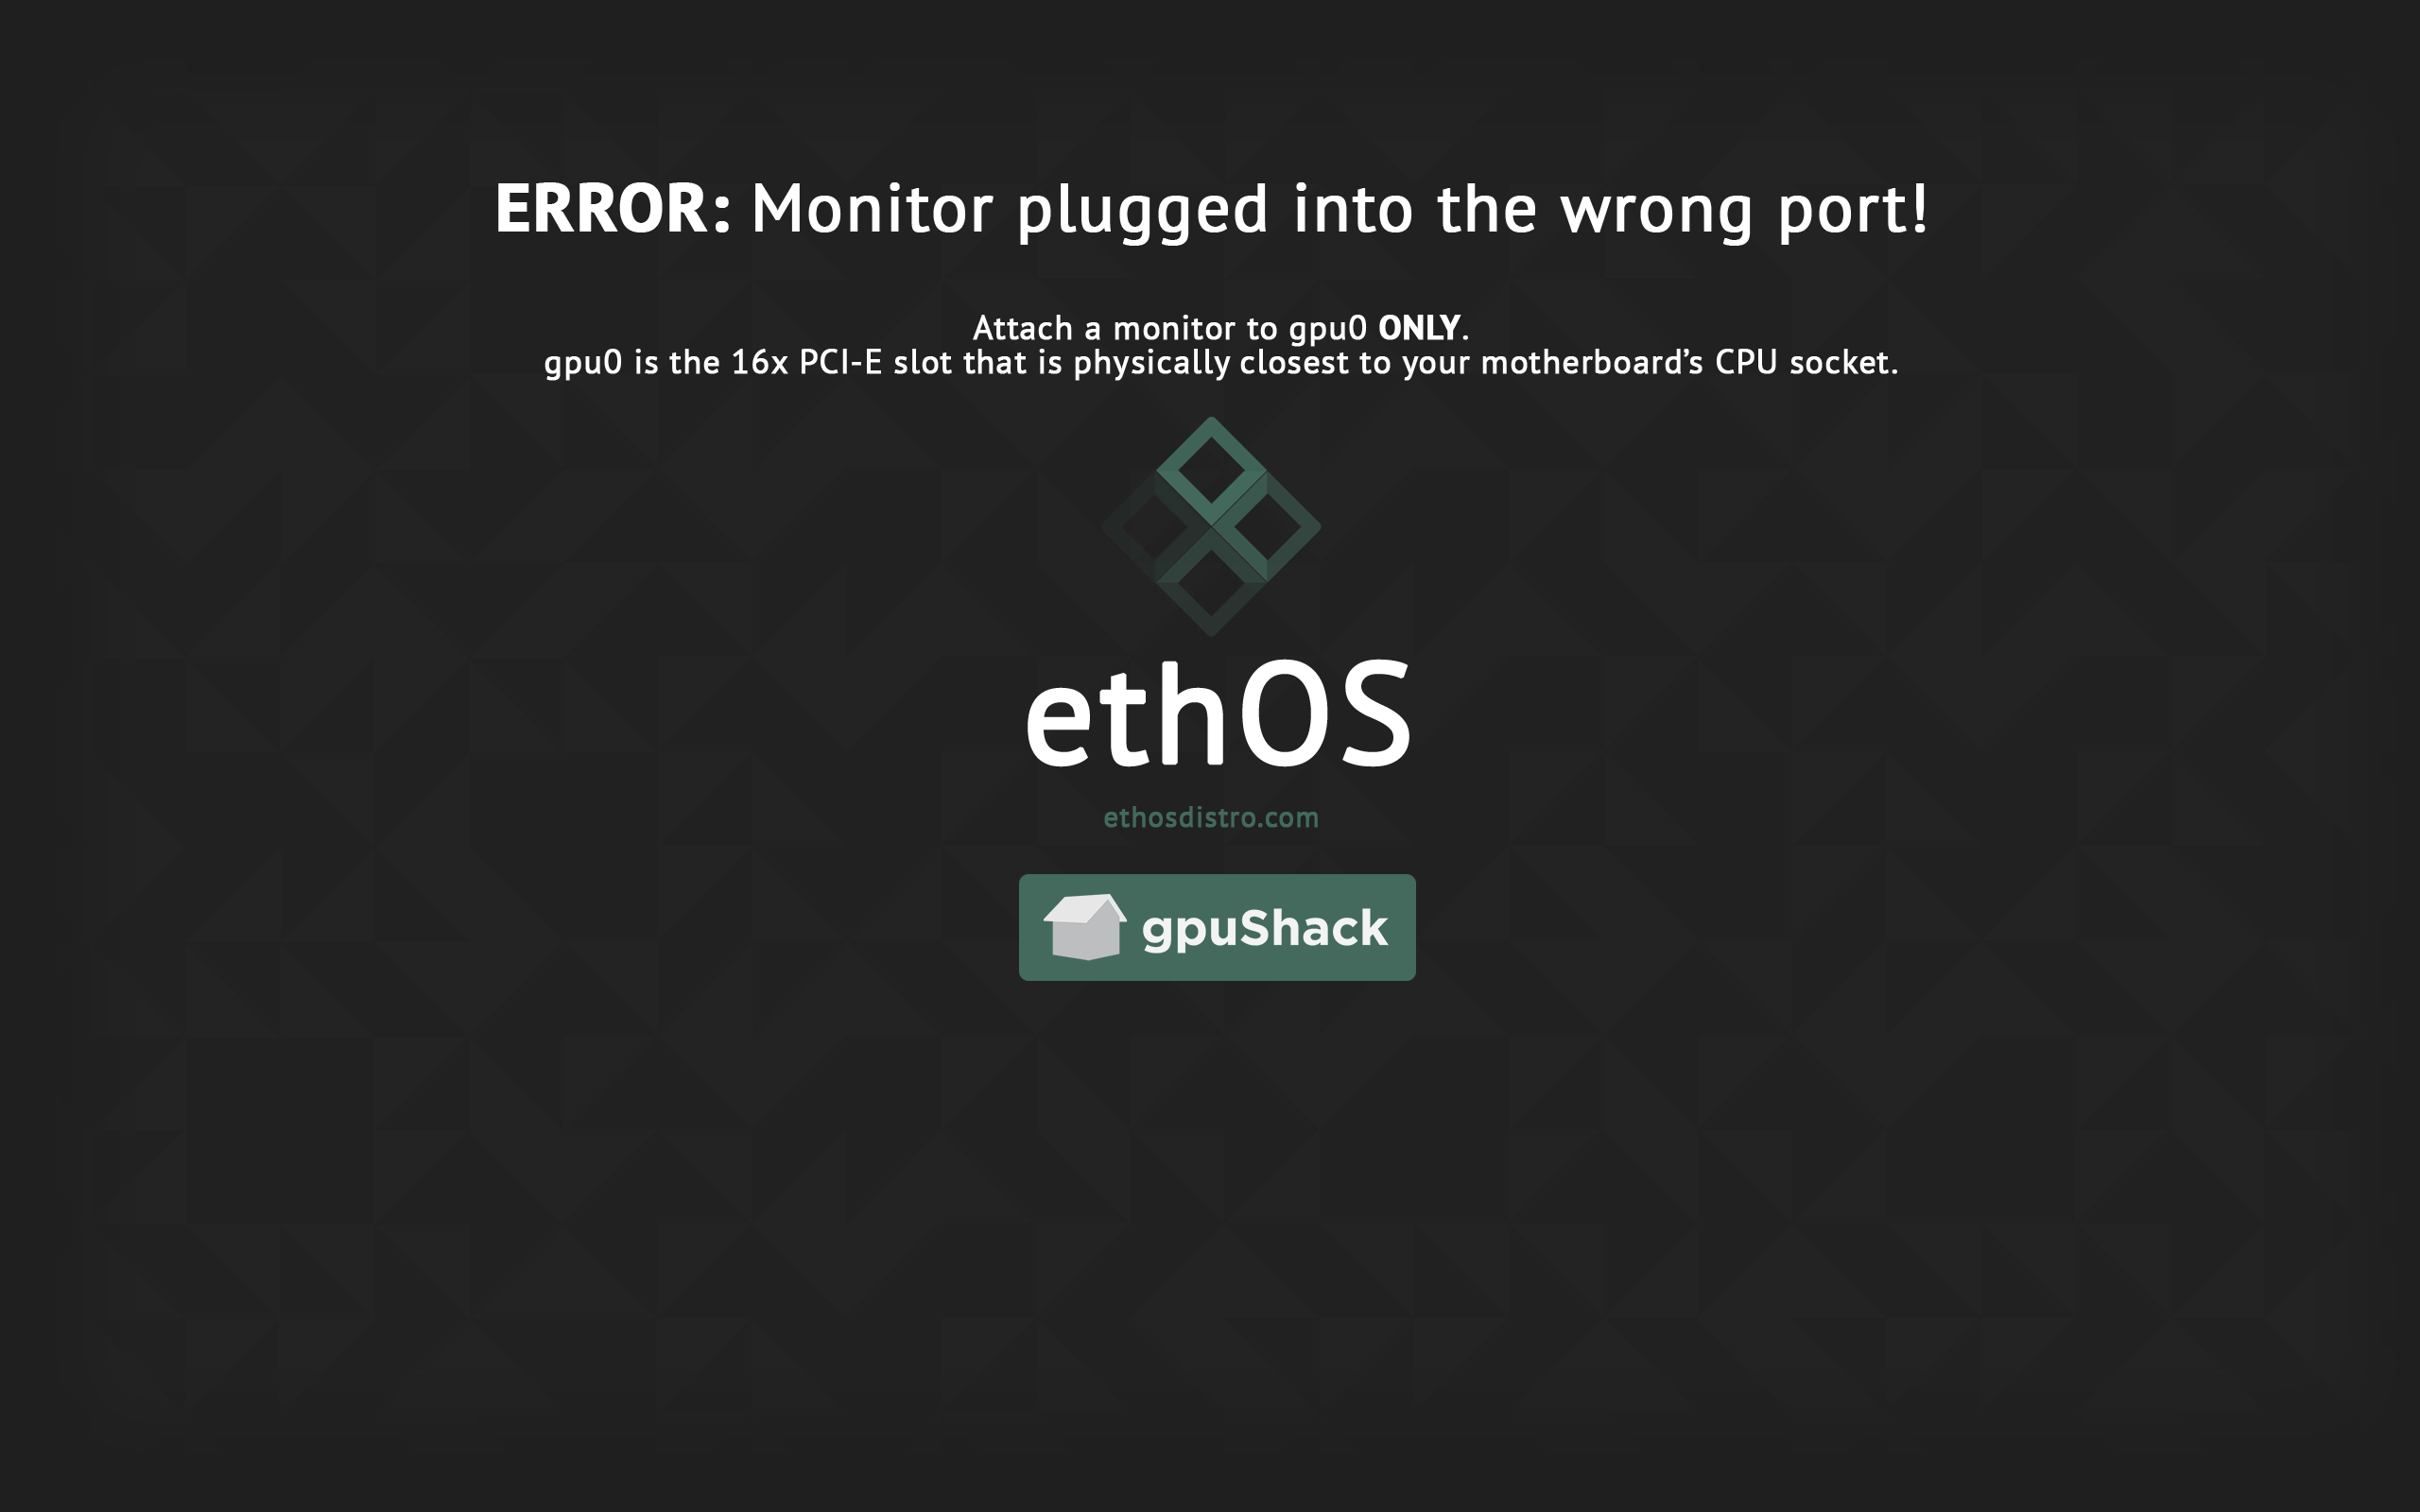 ERROR: Monitor plugged into the wrong port!
Attach a monitor to gpu0 ONLY.
gpu0 is the 16x PCI-E slot that is physically closest to your motherboard’s CPU socket.
ethOS
ethosdistro.com
gpuShack